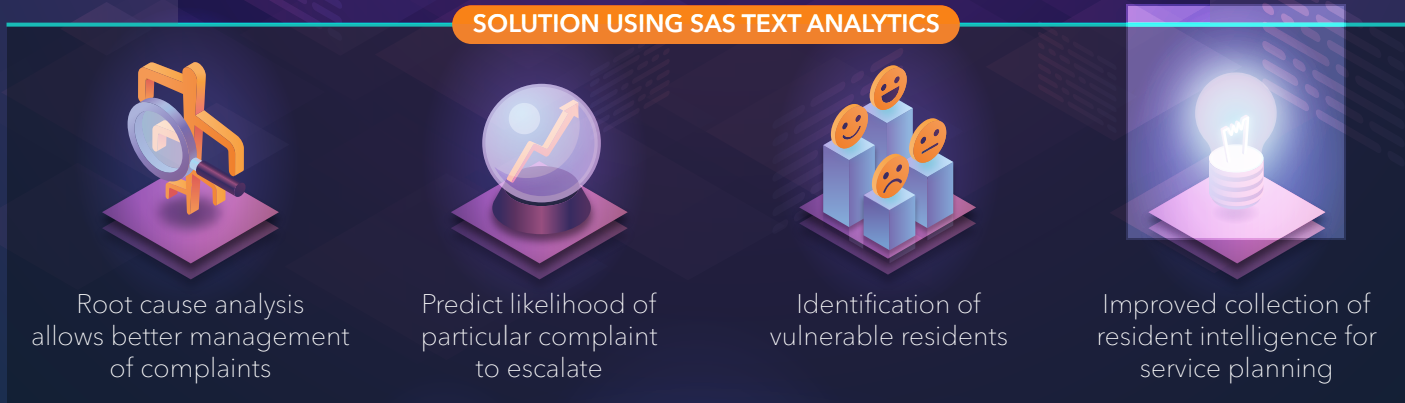 SOLUTION USING SAS TEXT ANALYTICS
Root cause analysis
allows better management
of complaints
Predict likelihood of
particular complaint
to escalate
Identification of
vulnerable residents
Improved collection of
resident intelligence for
service planning